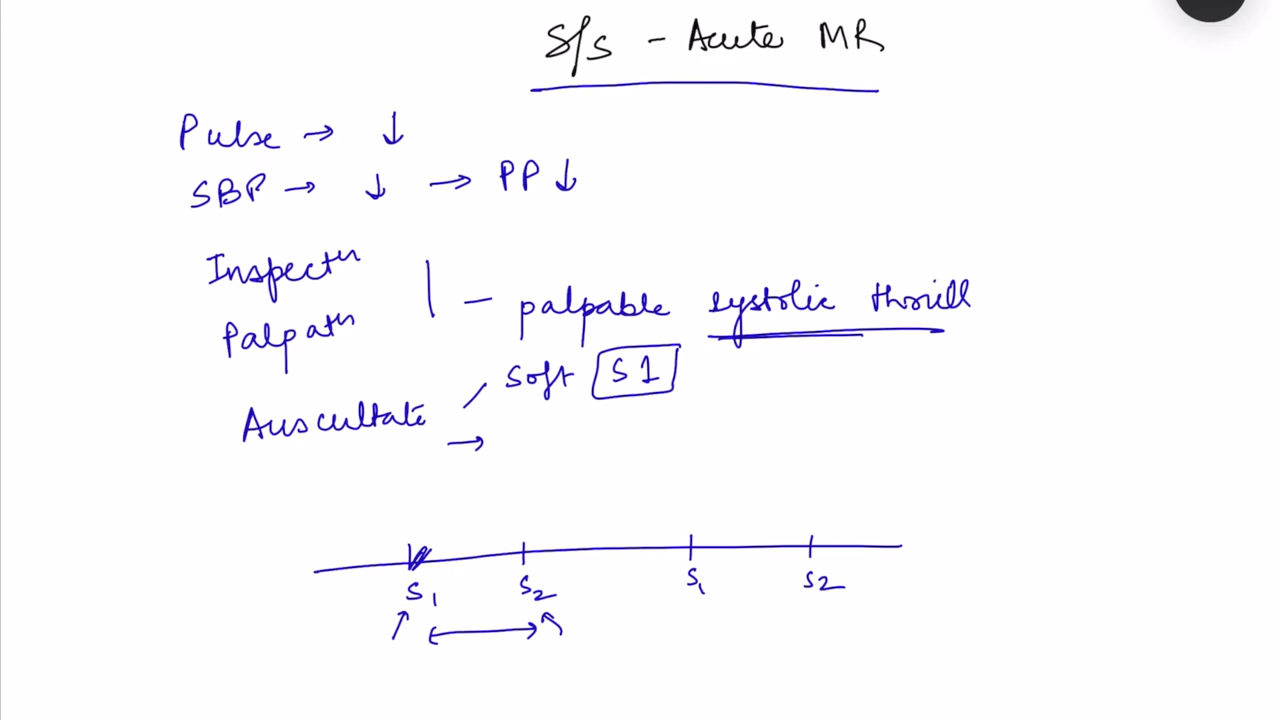 S/s - Acute MR
Pulse → ↓
SBP → ↓ → PP ↓
Inspectn
Palpatn - palpable systolic thrill
Auscultate
soft S1
→
S1 S2 S1 S2